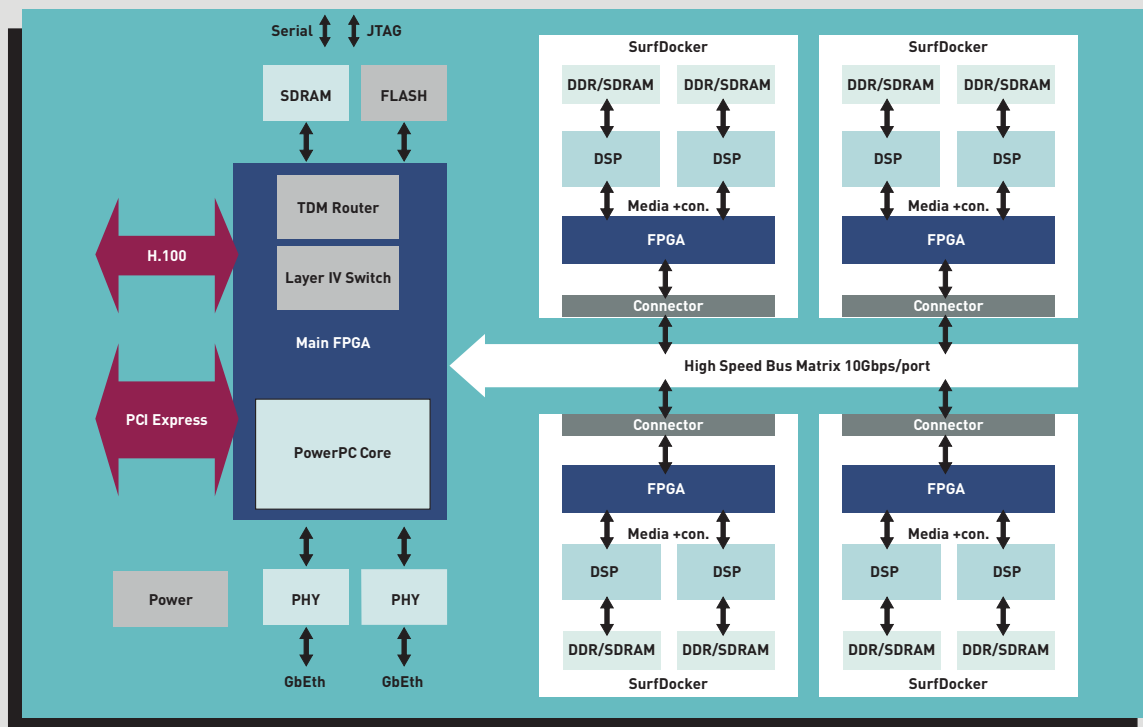 Serial
JTAG
SDRAM
FLASH
TDM Router
Layer IV Switch
Main FPGA
PowerPC Core
H.100
PCI Express
Power
PHY
PHY
GbEth
GbEth
SurfDocker
DDR/SDRAM
DDR/SDRAM
DSP
DSP
Media +con.
FPGA
Connector
SurfDocker
DDR/SDRAM
DDR/SDRAM
DSP
DSP
Media +con.
FPGA
Connector
High Speed Bus Matrix 10Gbps/port
Connector
FPGA
Media +con.
DSP
DSP
DDR/SDRAM
DDR/SDRAM
SurfDocker
Connector
FPGA
Media +con.
DSP
DSP
DDR/SDRAM
DDR/SDRAM
SurfDocker